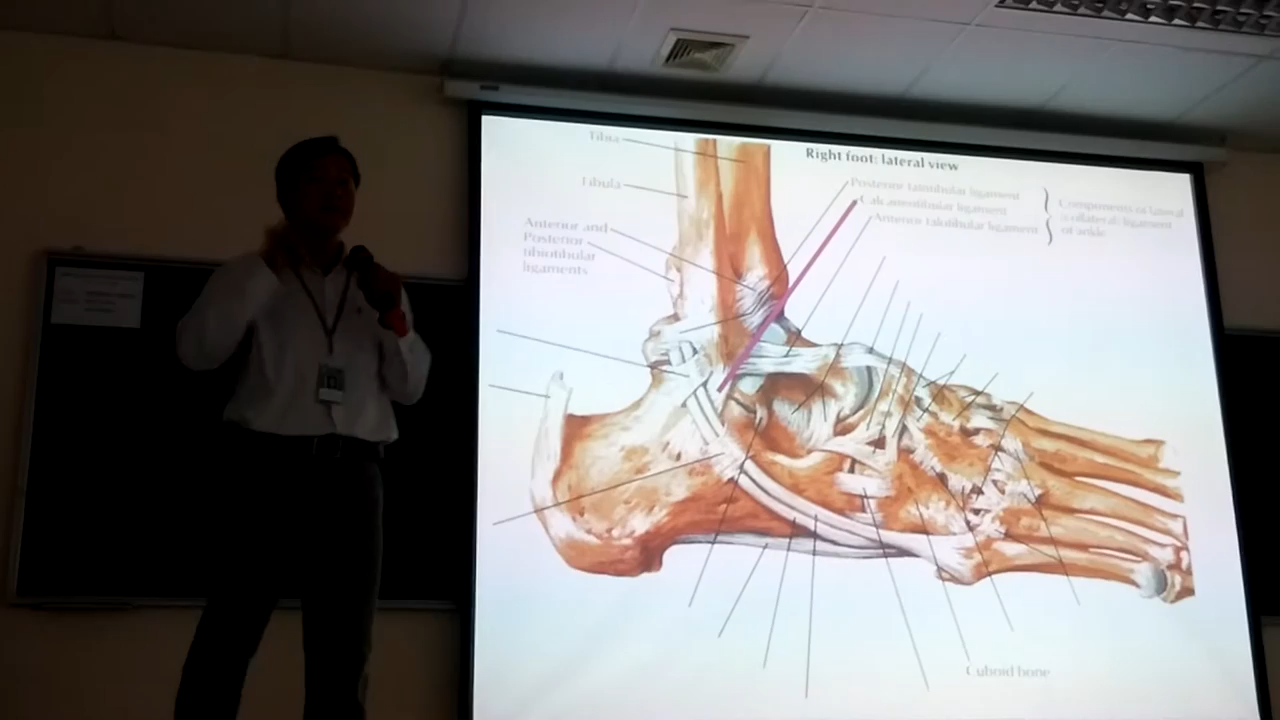 Tibia
Right foot: lateral view
Fibula
Posterior talofibular ligament
Calcaneofibular ligament
Anterior talofibular ligament
Components of lateral
collateral ligament
of ankle
Anterior and
Posterior
tibiofibular
ligaments
Cuboid bone